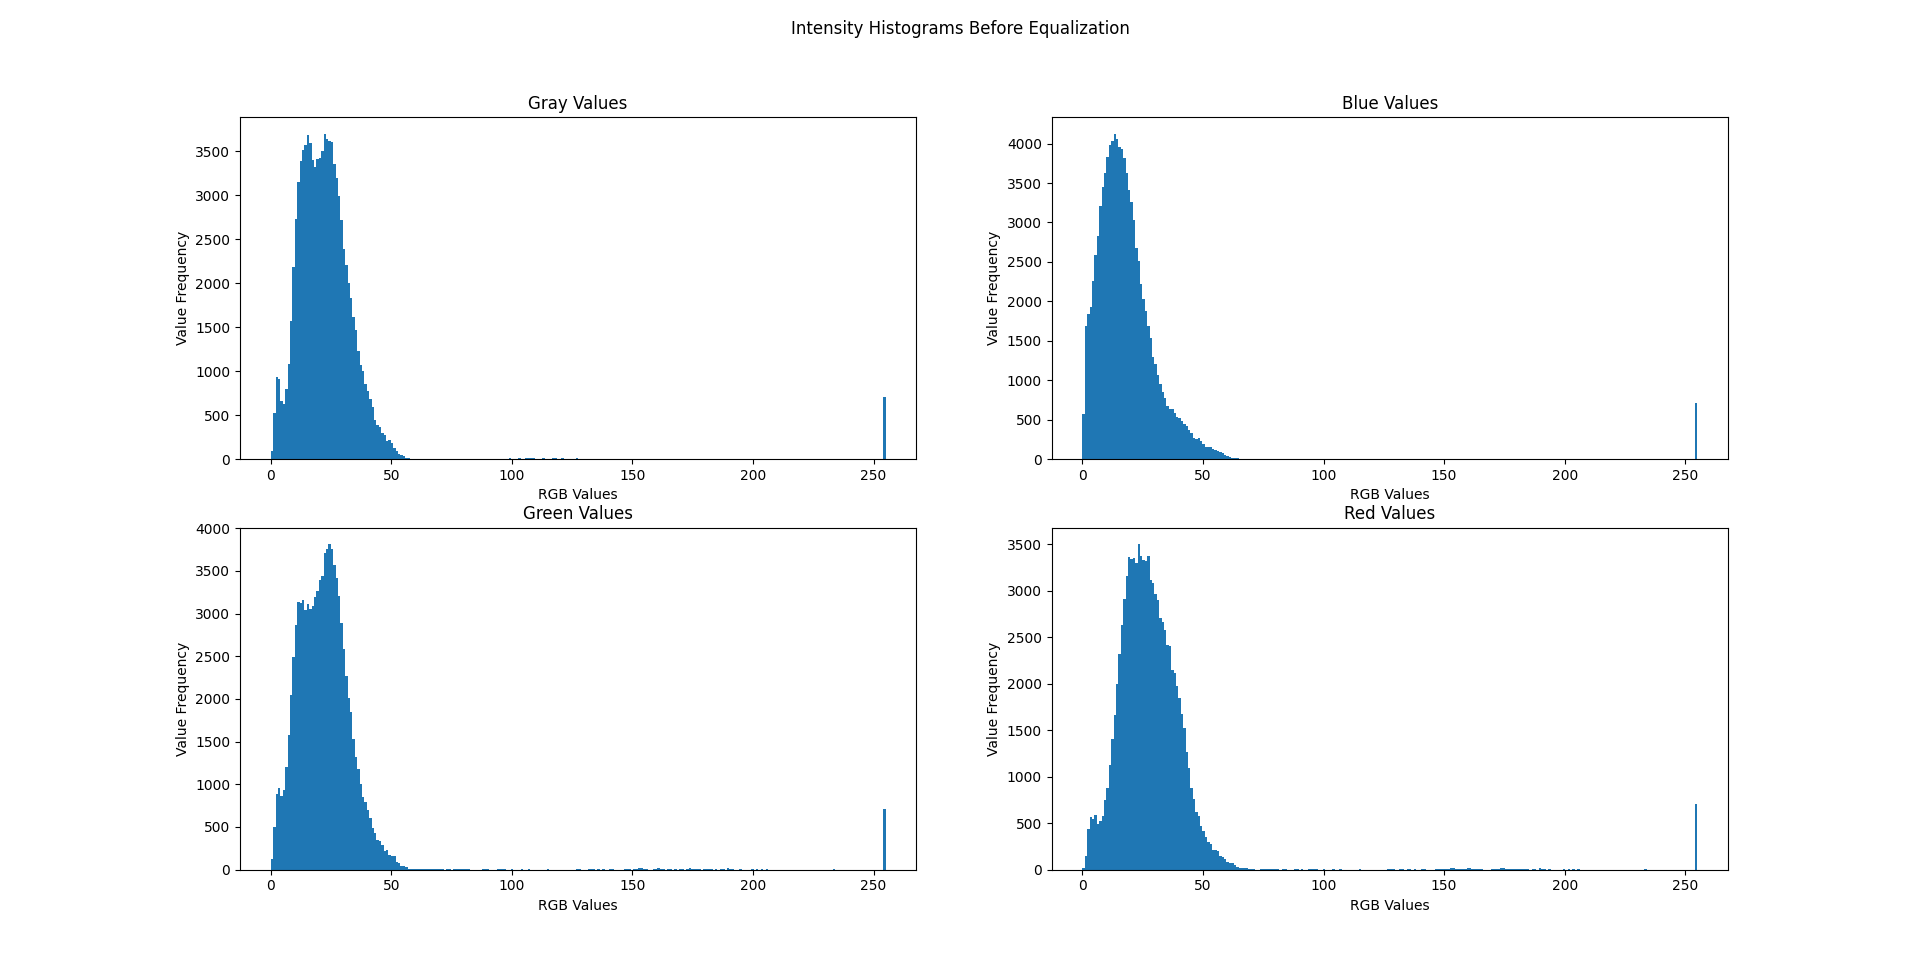 Intensity Histograms Before Equalization
Gray Values
Value Frequency
3500
3000
2500
2000
1500
1000
500
0
0 50 100 150 200 250
RGB Values
Blue Values
Value Frequency
4000
3500
3000
2500
2000
1500
1000
500
0
0 50 100 150 200 250
RGB Values
Green Values
Value Frequency
4000
3500
3000
2500
2000
1500
1000
500
0
0 50 100 150 200 250
RGB Values
Red Values
Value Frequency
3500
3000
2500
2000
1500
1000
500
0
0 50 100 150 200 250
RGB Values